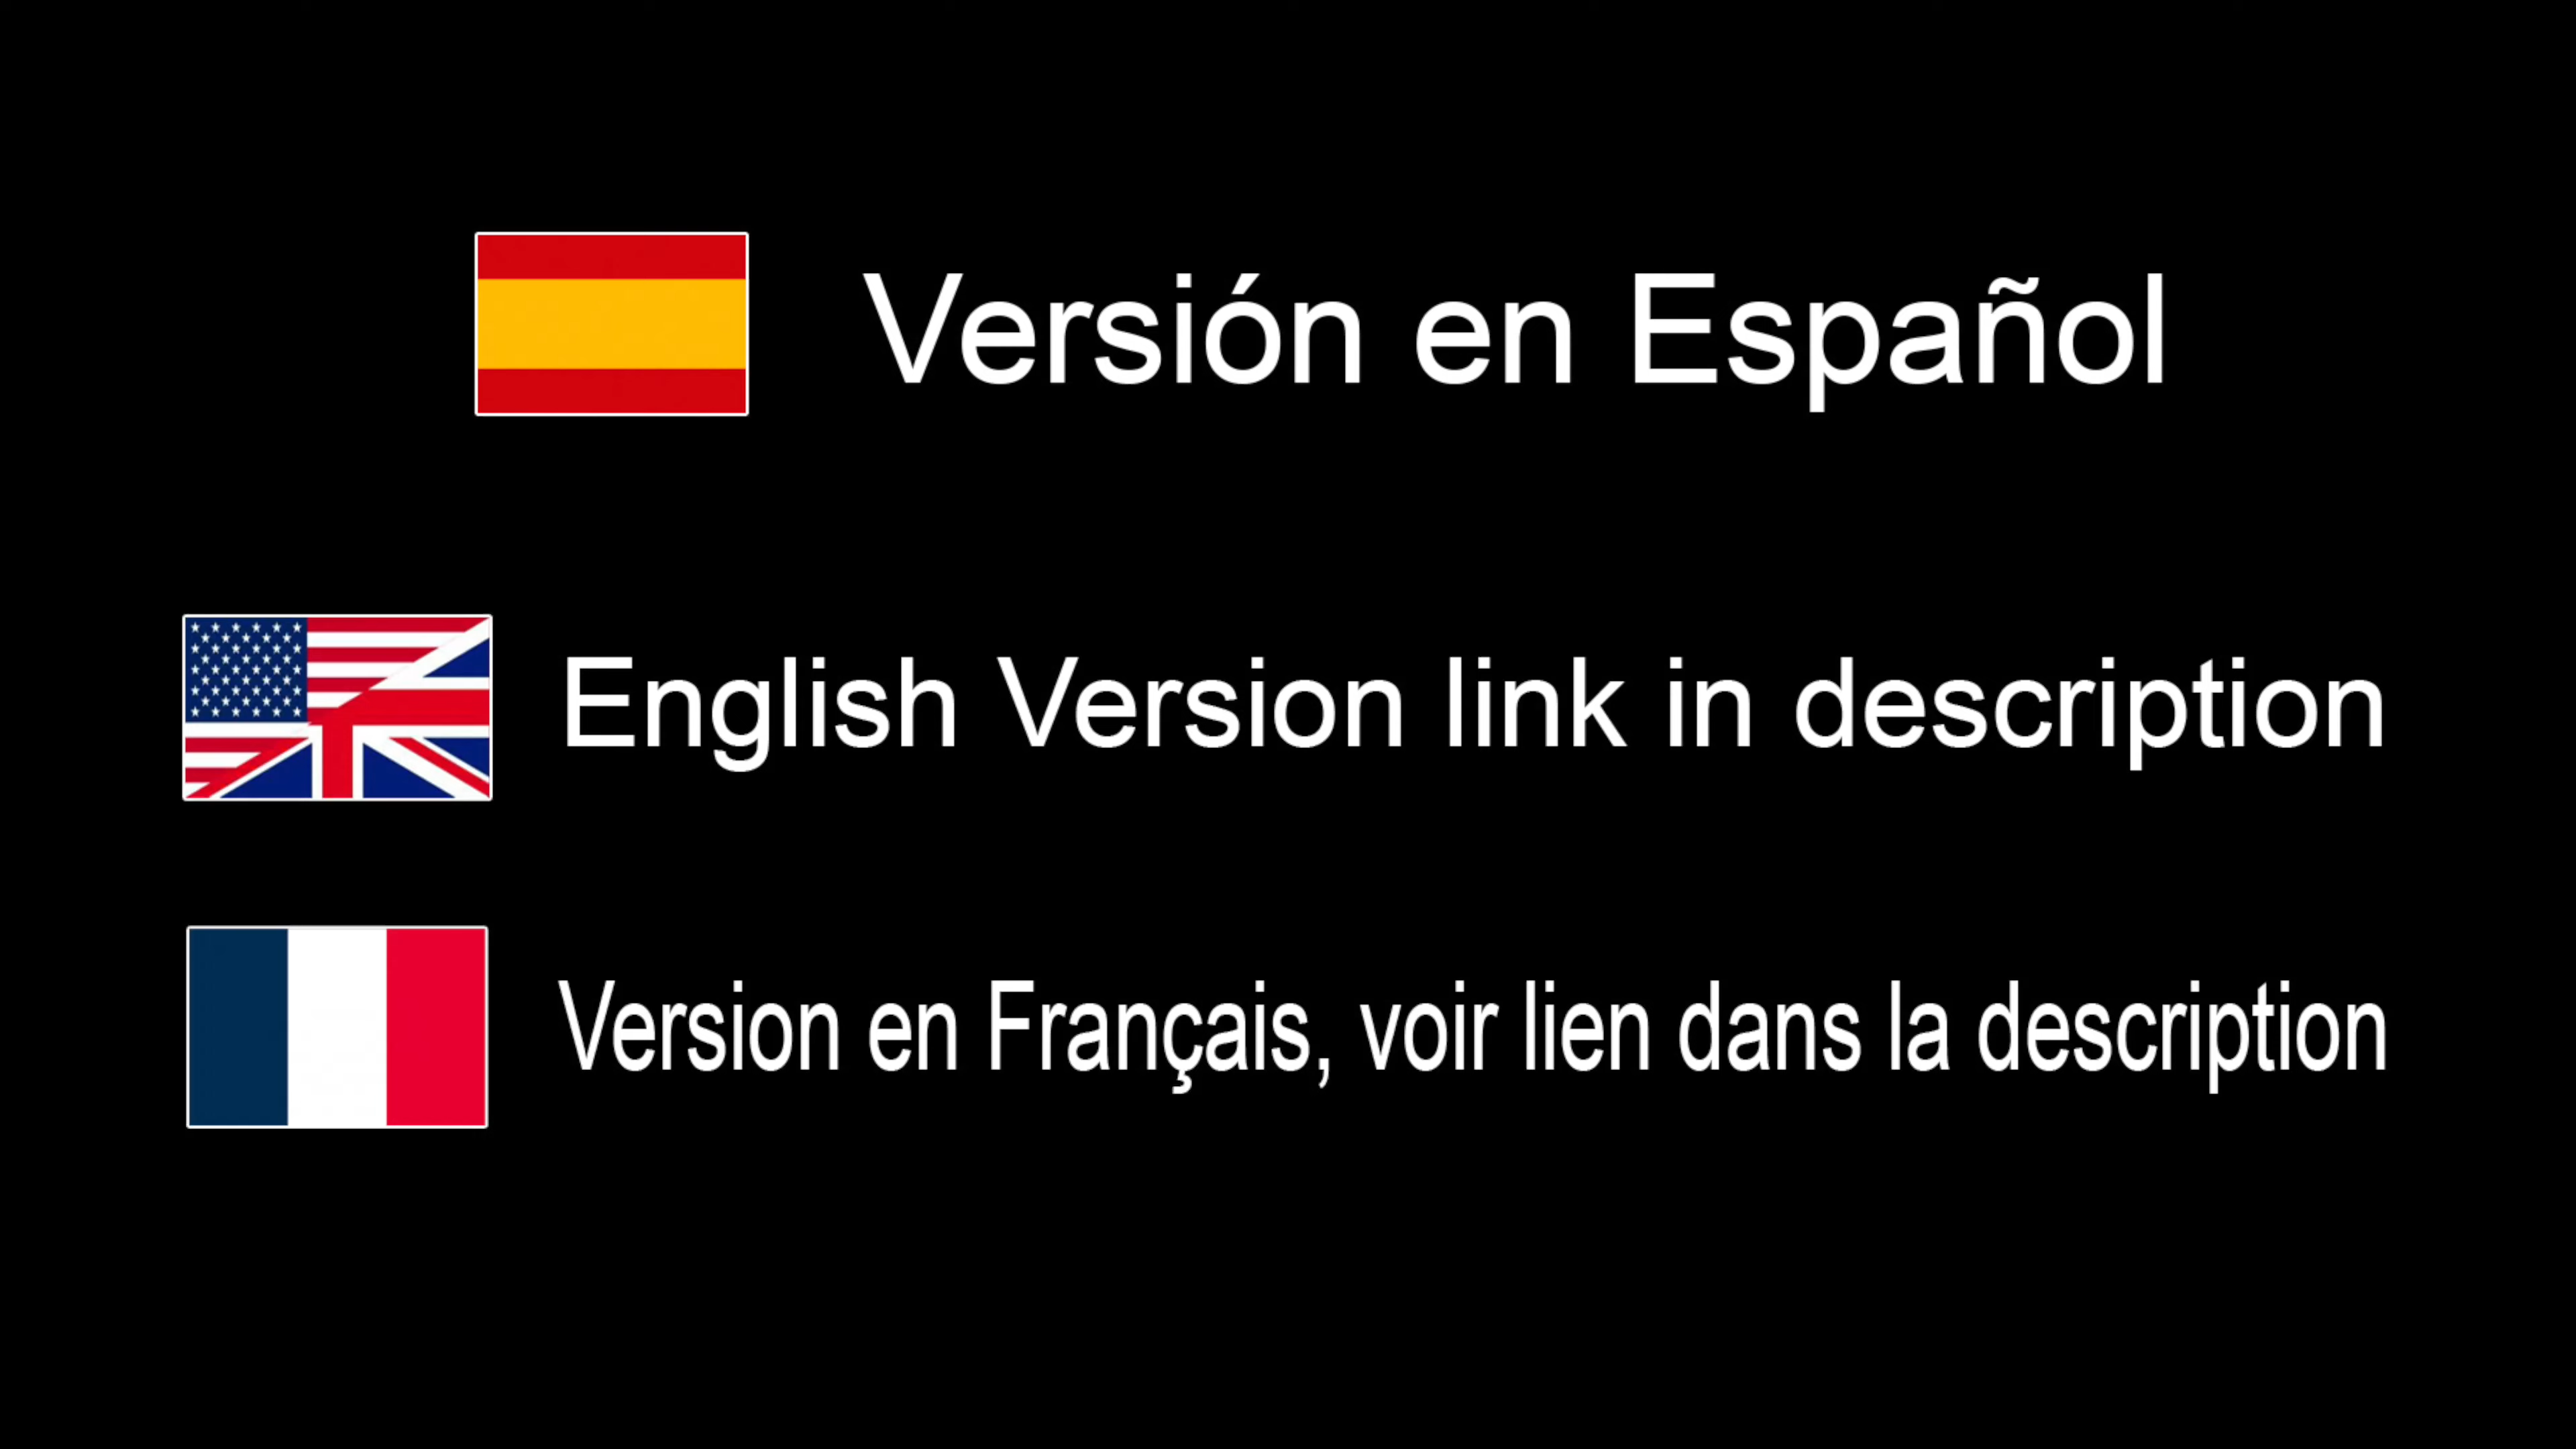 Versión en Español
English Version link in description
Version en Français, voir lien dans la description